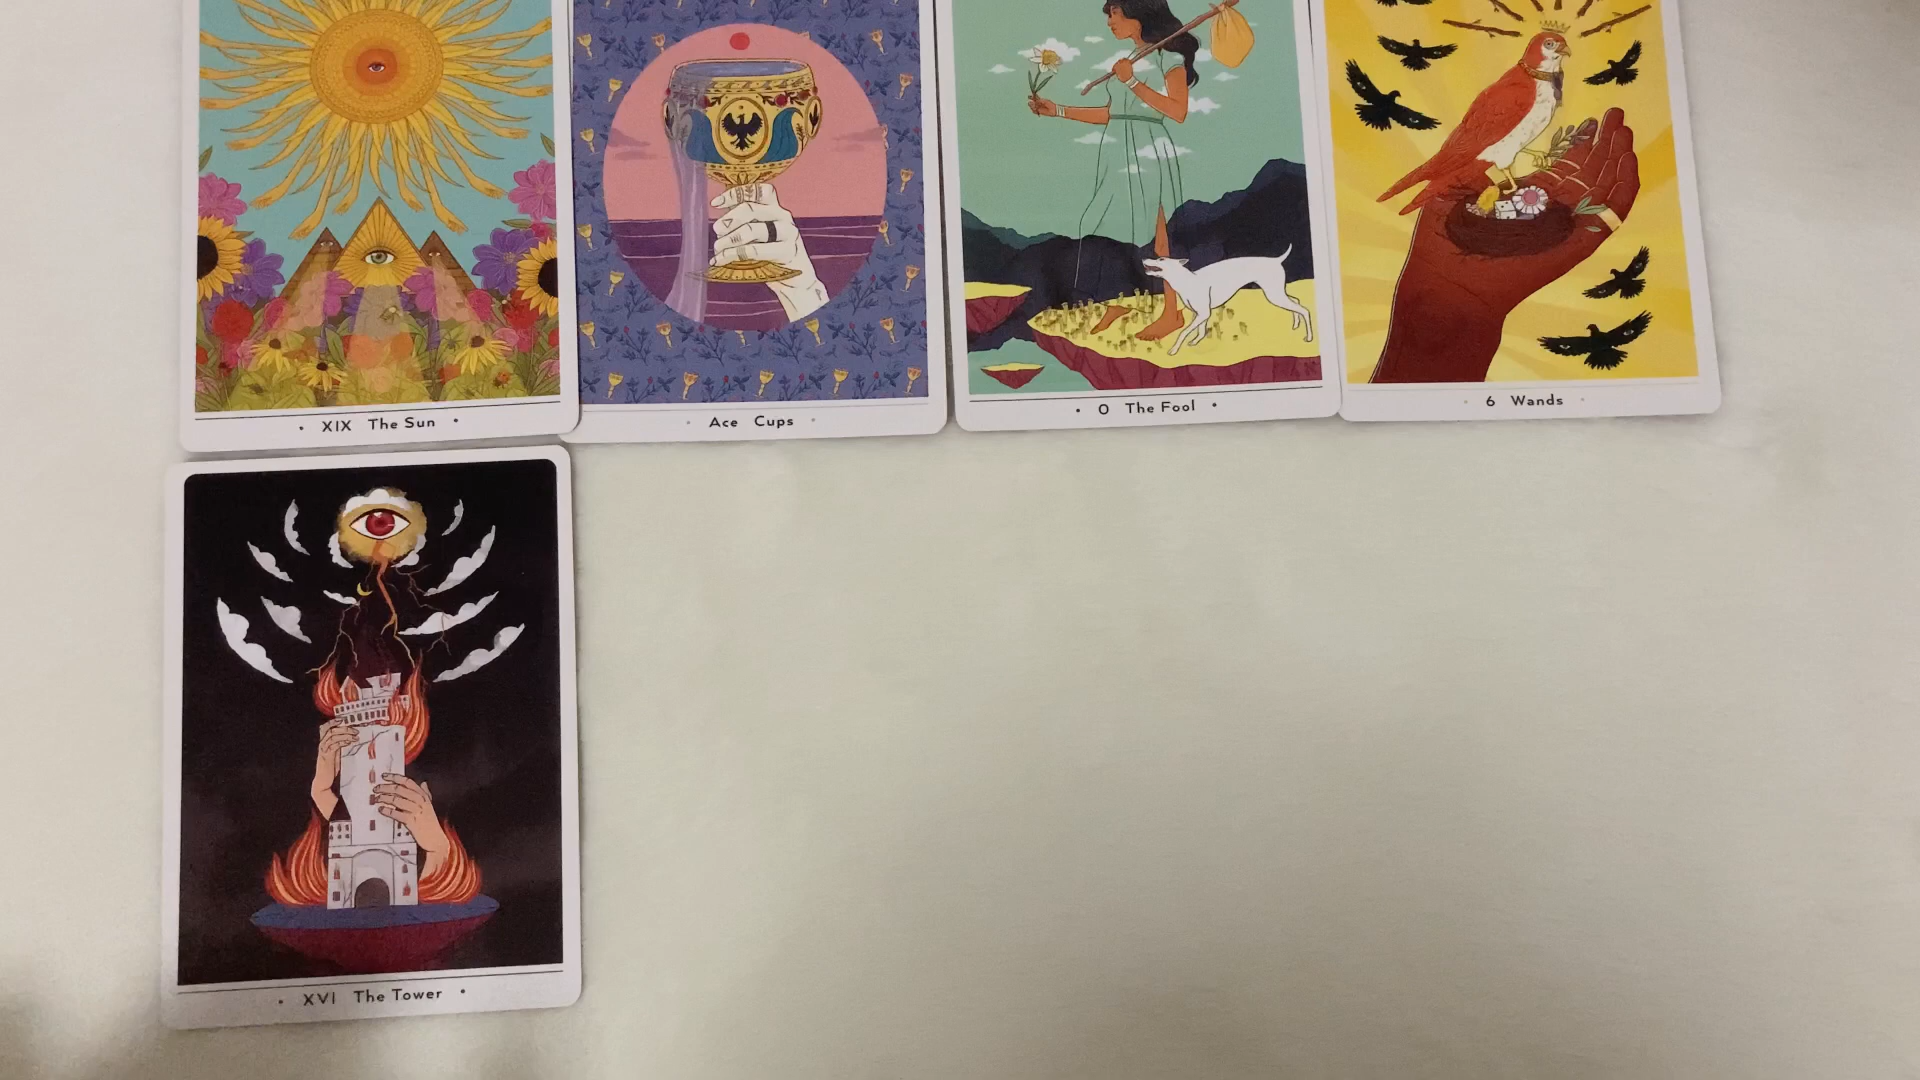 • XIX The Sun •
• Ace Cups •
• 0 The Fool •
• 6 Wands •
• XVI The Tower •